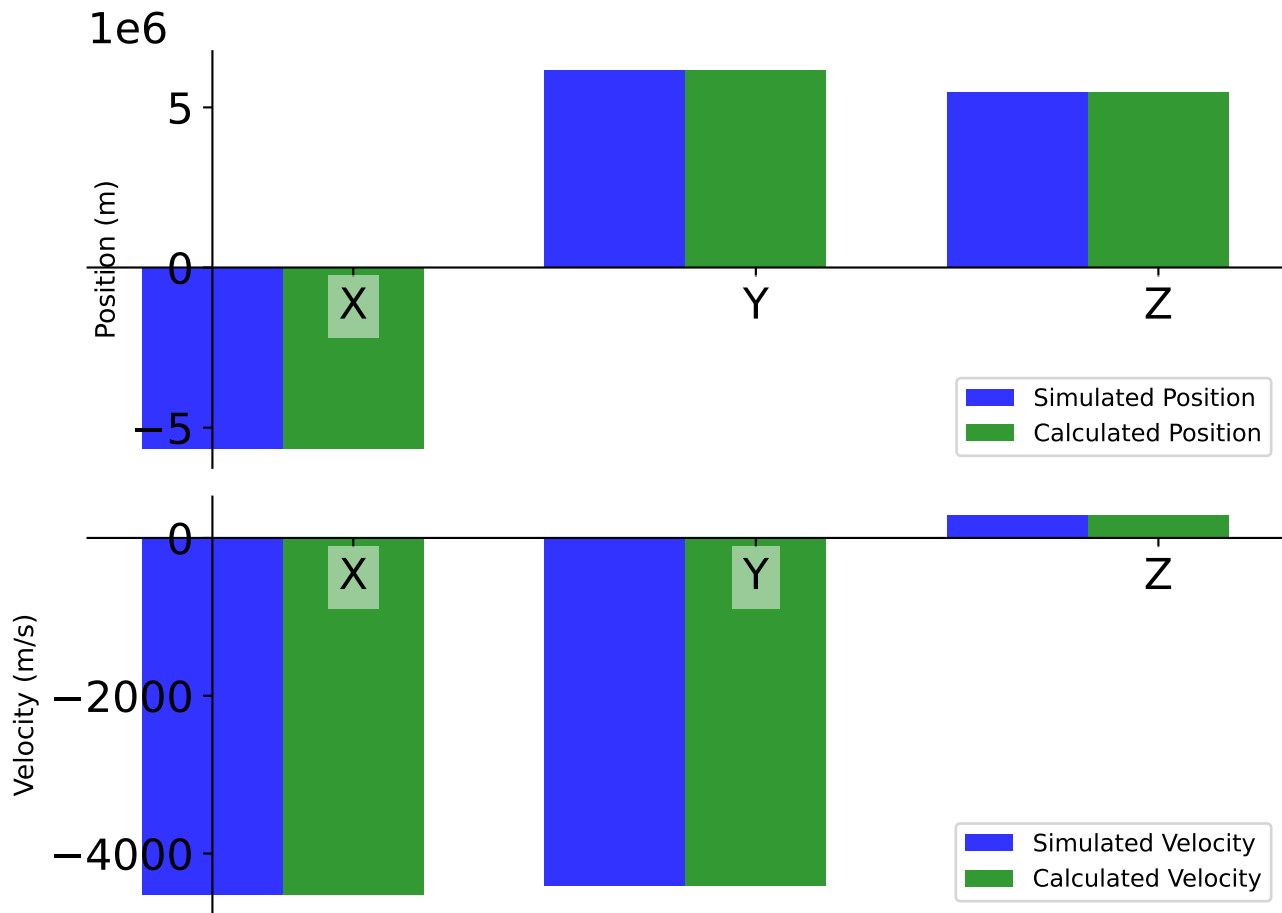 1e6
5
0
−5
Position (m)
X
Y
Z
Simulated Position
Calculated Position
0
−2000
−4000
Velocity (m/s)
X
Y
Z
Simulated Velocity
Calculated Velocity